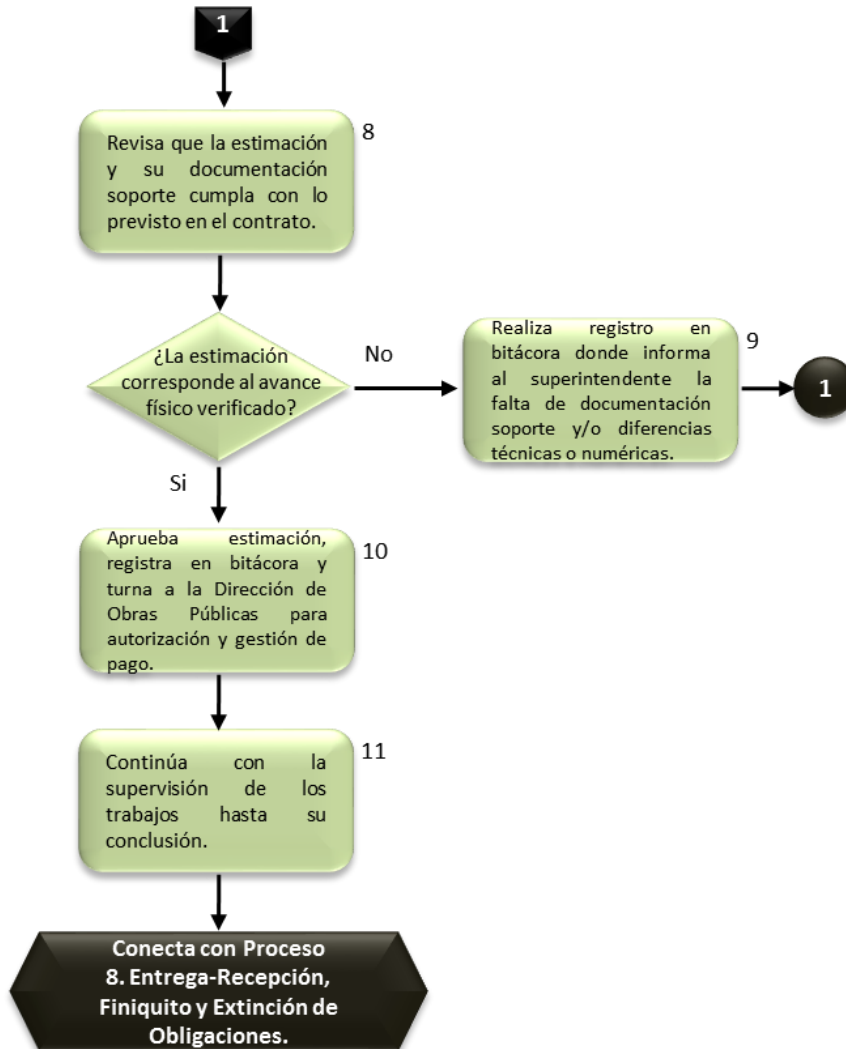 1
Revisa que la estimación
y su documentación
soporte cumpla con lo
previsto en el contrato.
8
¿La estimación
corresponde al avance
físico verificado?
No
Realiza registro en
bitácora donde informa
al superintendente la
falta de documentación
soporte y/o diferencias
técnicas o numéricas.
9
1
Si
Aprueba estimación,
registra en bitácora y
turna a la Dirección de
Obras Públicas para
autorización y gestión de
pago.
10
Continúa con la
supervisión de los
trabajos hasta su
conclusión.
11
Conecta con Proceso
8. Entrega-Recepción,
Finiquito y Extinción de
Obligaciones.